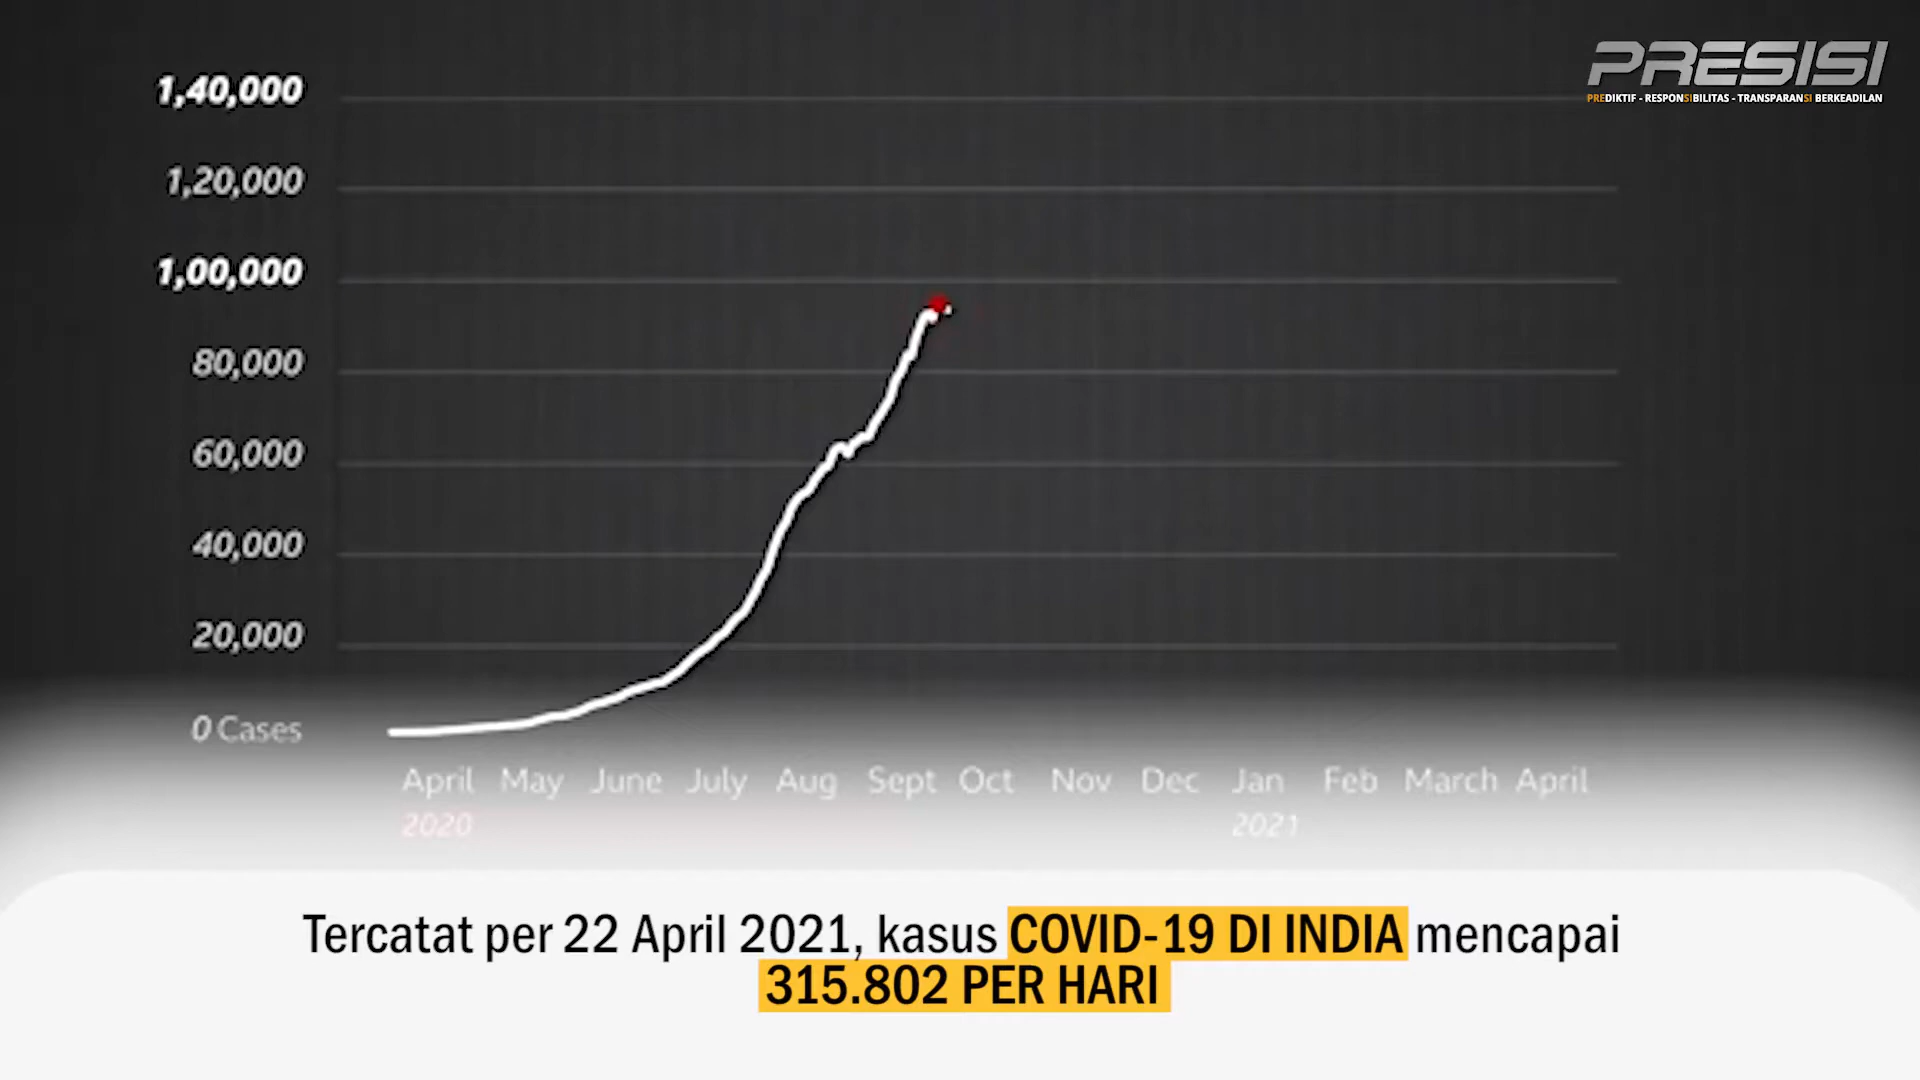 PRESISI
PREDIKTIF - RESPONSIBILITAS - TRANSPARANSI BERKEADILAN
1,40,000
1,20,000
1,00,000
80,000
60,000
40,000
20,000
0 Cases
April May June July Aug Sept Oct Nov Dec Jan Feb March April
2020 2021
Tercatat per 22 April 2021, kasus COVID-19 DI INDIA mencapai
315.802 PER HARI